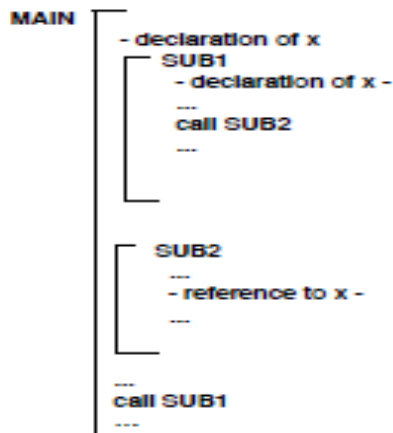 MAIN
- declaration of x
SUB1
- declaration of x -
...
call SUB2
...
SUB2
...
- reference to x -
...
...
call SUB1
...